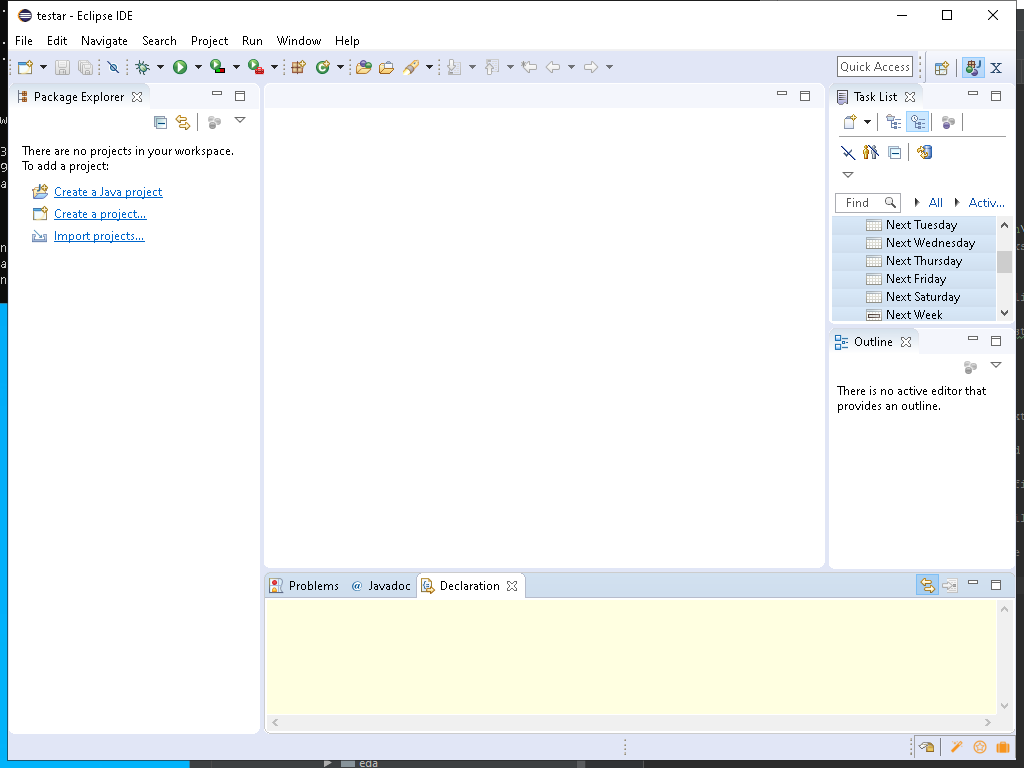 testar - Eclipse IDE
File Edit Navigate Search Project Run Window Help
Quick Access
Package Explorer
There are no projects in your workspace.
To add a project:
Create a Java project
Create a project...
Import projects...
Task List
Find
All
Activ...
Next Tuesday
Next Wednesday
Next Thursday
Next Friday
Next Saturday
Next Week
Outline
There is no active editor that
provides an outline.
Problems
@ Javadoc
Declaration
eda